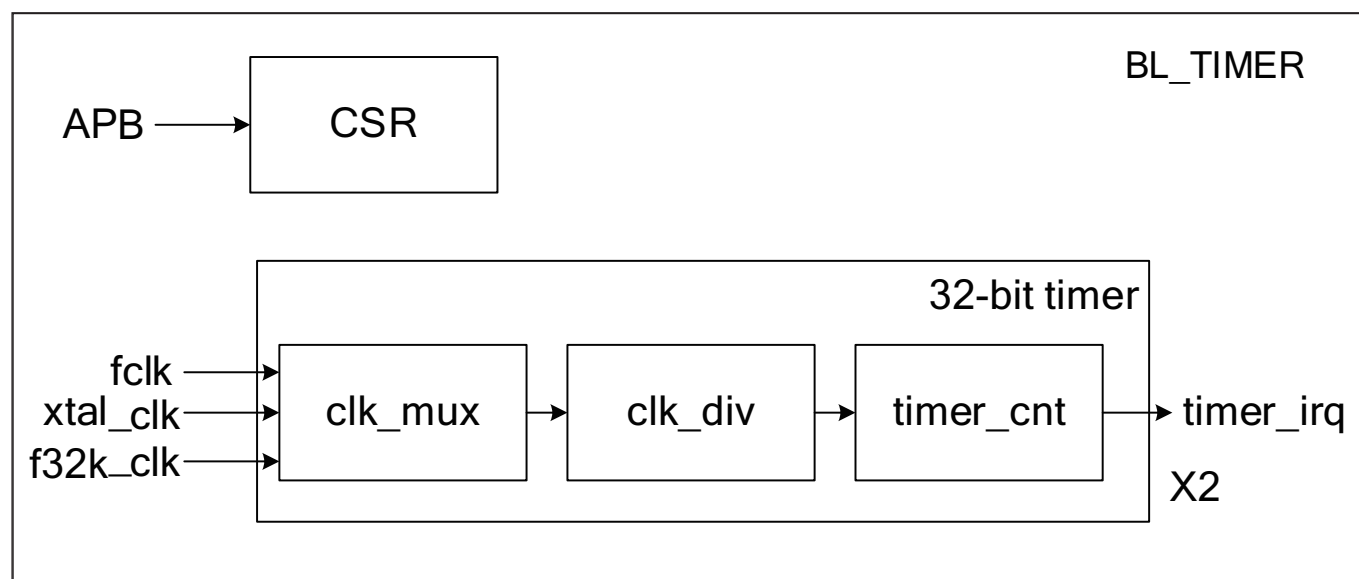 BL_TIMER
APB
CSR
32-bit timer
fclk
xtal_clk
f32k_clk
clk_mux
clk_div
timer_cnt
timer_irq
X2